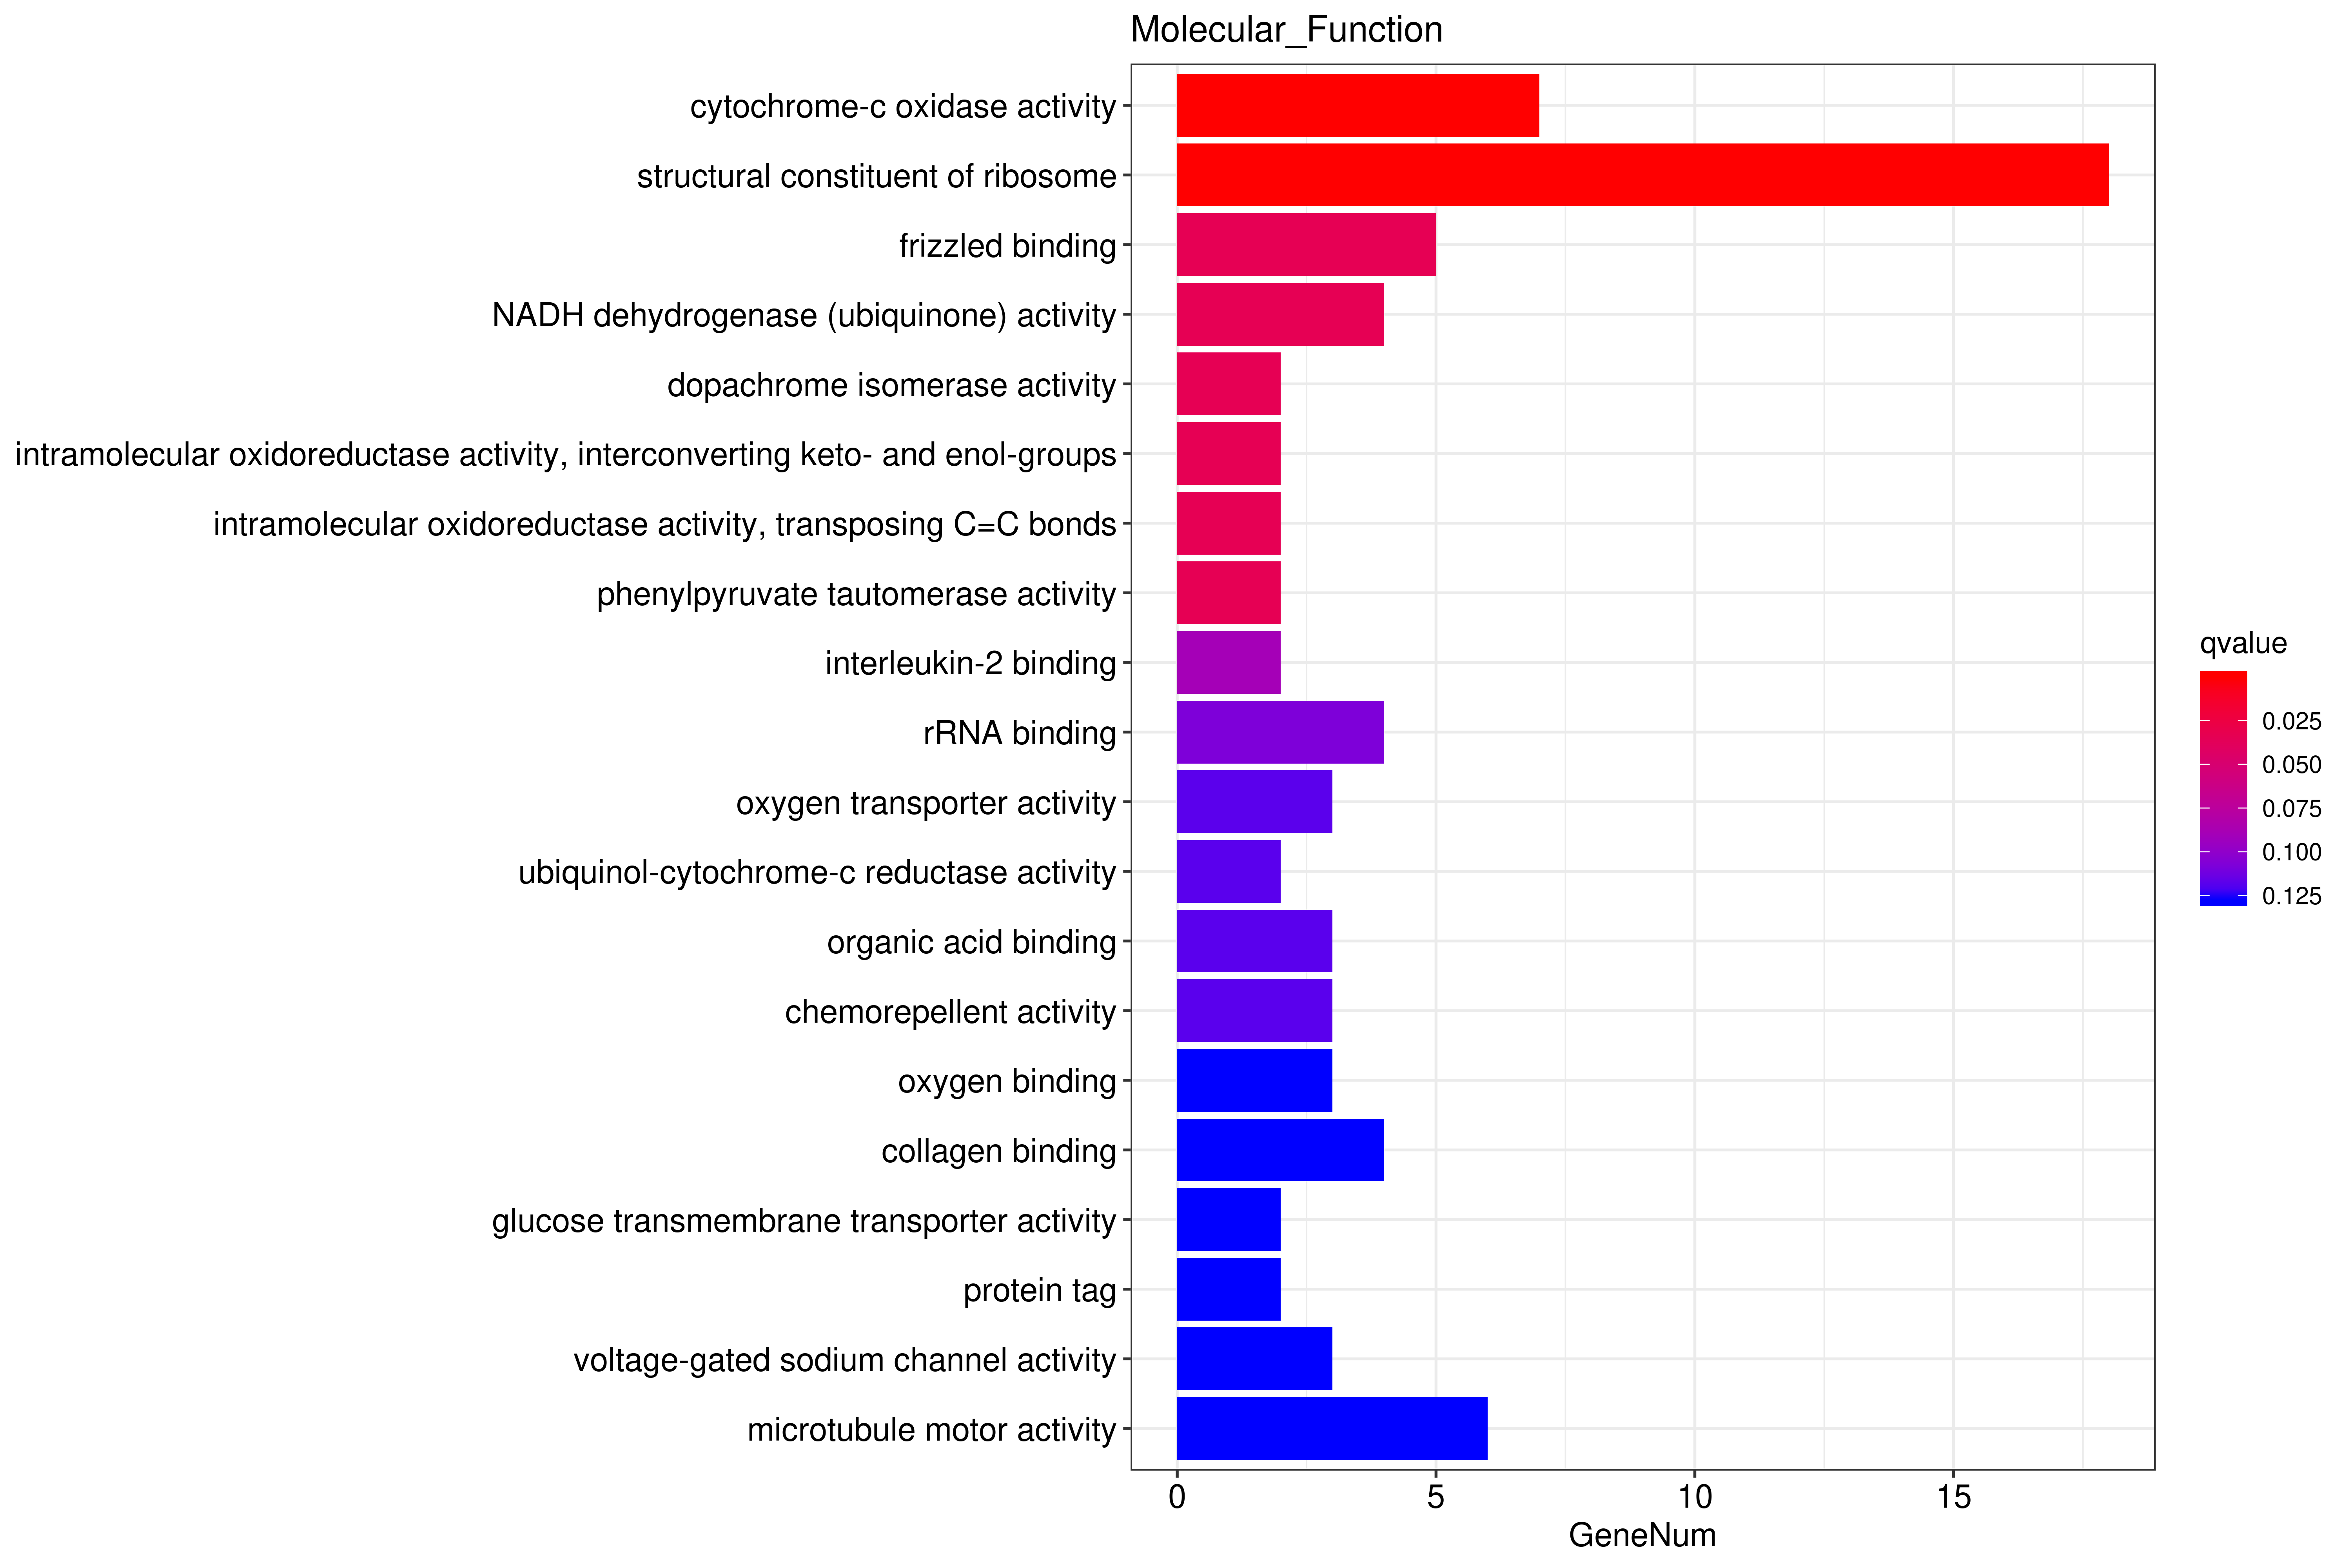 Molecular_Function
cytochrome-c oxidase activity
structural constituent of ribosome
frizzled binding
NADH dehydrogenase (ubiquinone) activity
dopachrome isomerase activity
intramolecular oxidoreductase activity, interconverting keto- and enol-groups
intramolecular oxidoreductase activity, transposing C=C bonds
phenylpyruvate tautomerase activity
interleukin-2 binding
rRNA binding
oxygen transporter activity
ubiquinol-cytochrome-c reductase activity
organic acid binding
chemorepellent activity
oxygen binding
collagen binding
glucose transmembrane transporter activity
protein tag
voltage-gated sodium channel activity
microtubule motor activity
0 5 10 15
GeneNum
qvalue
0.025
0.050
0.075
0.100
0.125